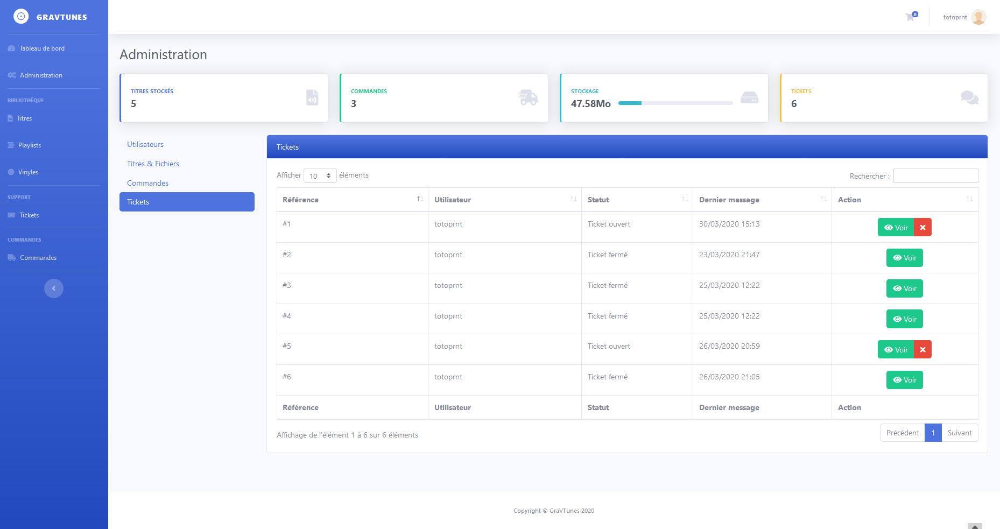 GRAVTUNES
0
totoprnt
Tableau de bord
Administration
BIBLIOTHÈQUE
Titres
Playlists
Vinyles
SUPPORT
Tickets
COMMANDES
Commandes
Administration
TITRES STOCKÉS
5
COMMANDES
3
STOCKAGE
47.58Mo
TICKETS
6
Utilisateurs
Titres & Fichiers
Commandes
Tickets
Tickets
Afficher 10 éléments
Rechercher :
Référence Utilisateur Statut Dernier message Action
#1 totoprnt Ticket ouvert 30/03/2020 15:13 Voir
#2 totoprnt Ticket fermé 23/03/2020 21:47 Voir
#3 totoprnt Ticket fermé 25/03/2020 12:22 Voir
#4 totoprnt Ticket fermé 25/03/2020 12:22 Voir
#5 totoprnt Ticket ouvert 26/03/2020 20:59 Voir
#6 totoprnt Ticket fermé 26/03/2020 21:05 Voir
Référence Utilisateur Statut Dernier message Action
Affichage de l'élément 1 à 6 sur 6 éléments
Précédent 1 Suivant
Copyright © GraVTunes 2020